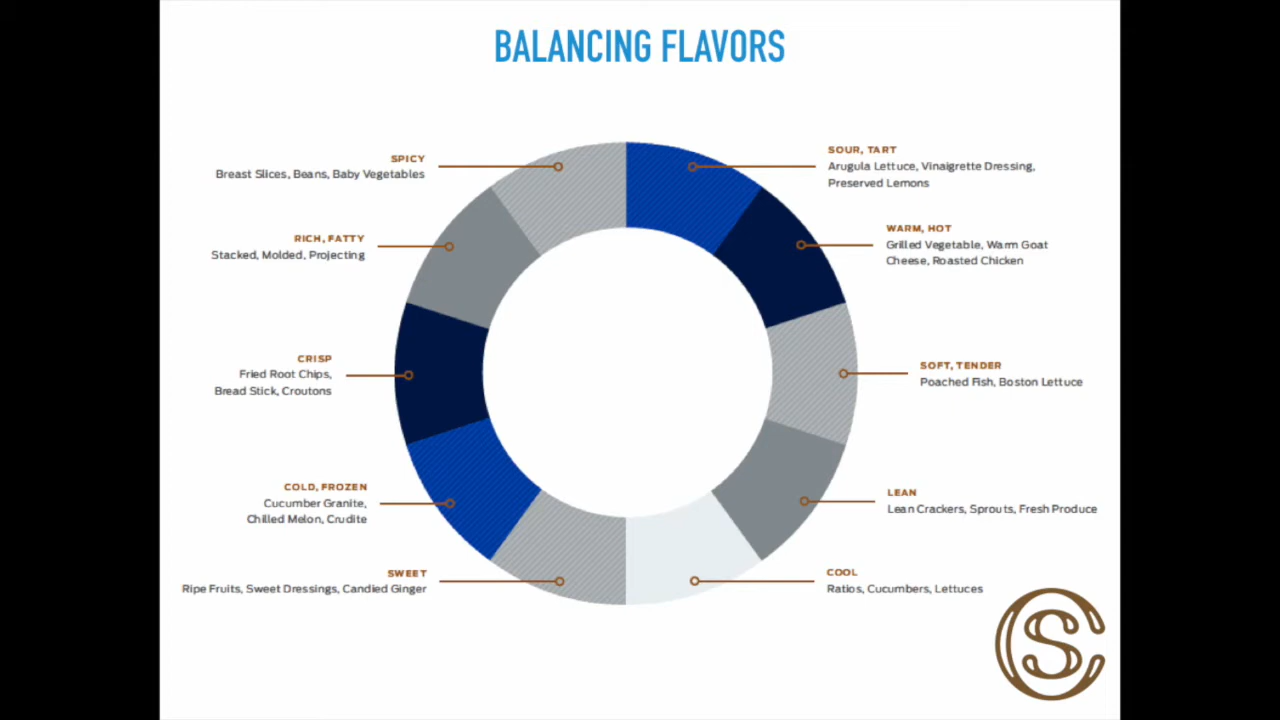 BALANCING FLAVORS
SPICY
Breast Slices, Beans, Baby Vegetables
SOUR, TART
Arugula Lettuce, Vinaigrette Dressing,
Preserved Lemons
WARM, HOT
Grilled Vegetable, Warm Goat
Cheese, Roasted Chicken
RICH, FATTY
Stacked, Molded, Projecting
CRISP
Fried Root Chips,
Bread Stick, Croutons
SOFT, TENDER
Poached Fish, Boston Lettuce
COLD, FROZEN
Cucumber Granite,
Chilled Melon, Crudite
LEAN
Lean Crackers, Sprouts, Fresh Produce
SWEET
Ripe Fruits, Sweet Dressings, Candied Ginger
COOL
Ratios, Cucumbers, Lettuces
CS